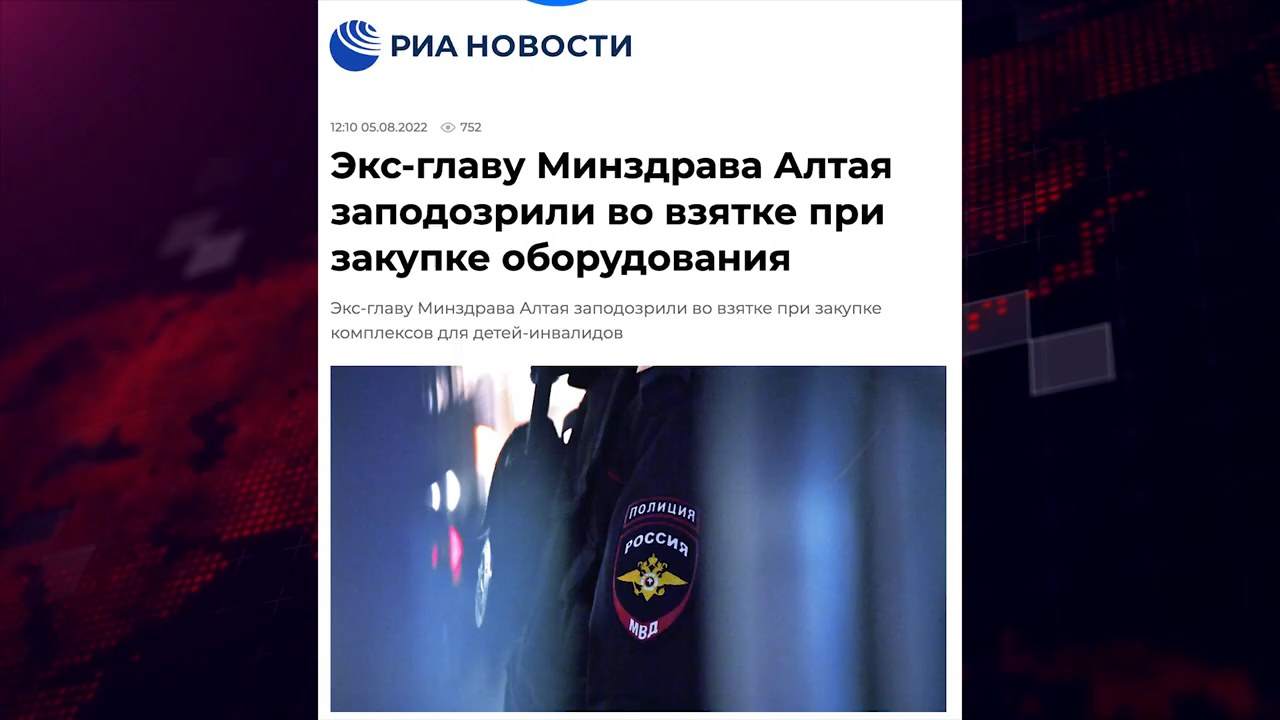 РИА НОВОСТИ
12:10 05.08.2022 752
Экс-главу Минздрава Алтая
заподозрили во взятке при
закупке оборудования
Экс-главу Минздрава Алтая заподозрили во взятке при закупке
комплексов для детей-инвалидов
ПОЛИЦИЯ
РОССИЯ
МВД